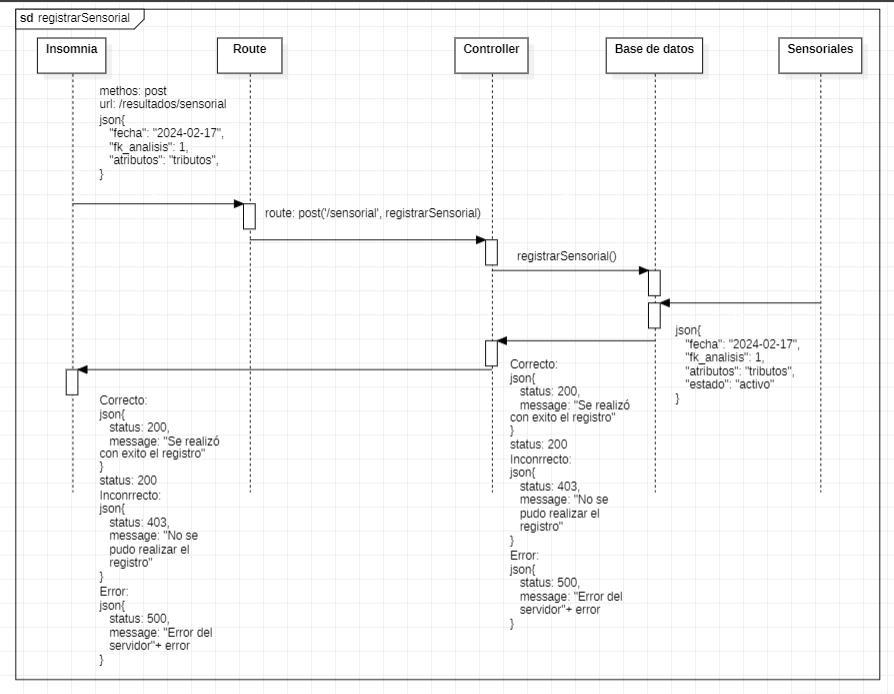 sd registrarSensorial
Insomnia
Route
Controller
Base de datos
Sensoriales
methos: post
url: /resultados/sensorial
json{
"fecha": "2024-02-17",
"fk_analisis": 1,
"atributos": "tributos",
}
route: post('/sensorial', registrarSensorial)
registrarSensorial()
json{
"fecha": "2024-02-17",
"fk_analisis": 1,
"atributos": "tributos",
"estado": "activo"
}
Correcto:
json{
status: 200,
message: "Se realizó
con exito el registro"
}
status: 200
Inconrrecto:
json{
status: 403,
message: "No se
pudo realizar el
registro"
}
Error:
json{
status: 500,
message: "Error del
servidor"+ error
}
Correcto:
json{
status: 200,
message: "Se realizó
con exito el registro"
}
status: 200
Inconrrecto:
json{
status: 403,
message: "No se
pudo realizar el
registro"
}
Error:
json{
status: 500,
message: "Error del
servidor"+ error
}